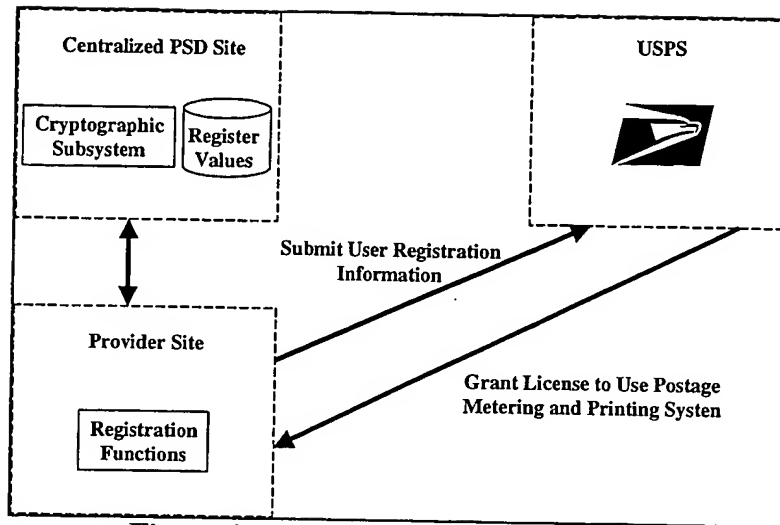 Centralized PSD Site
USPS
Cryptographic
Subsystem
Register
Values
Submit User Registration
Information
Provider Site
Grant License to Use Postage
Metering and Printing Systen
Registration
Functions